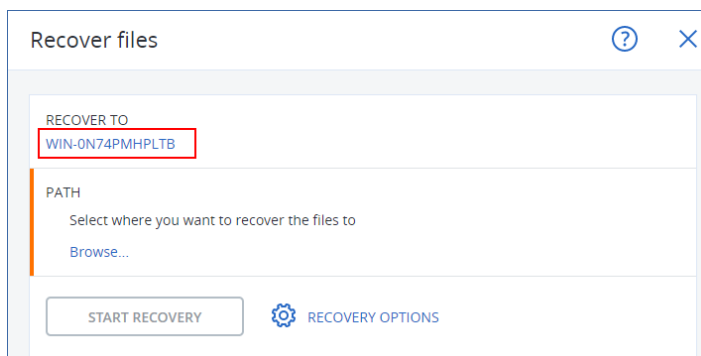 Recover files
RECOVER TO
WIN-0N74PMHPLTB
PATH
Select where you want to recover the files to
Browse...
START RECOVERY
RECOVERY OPTIONS